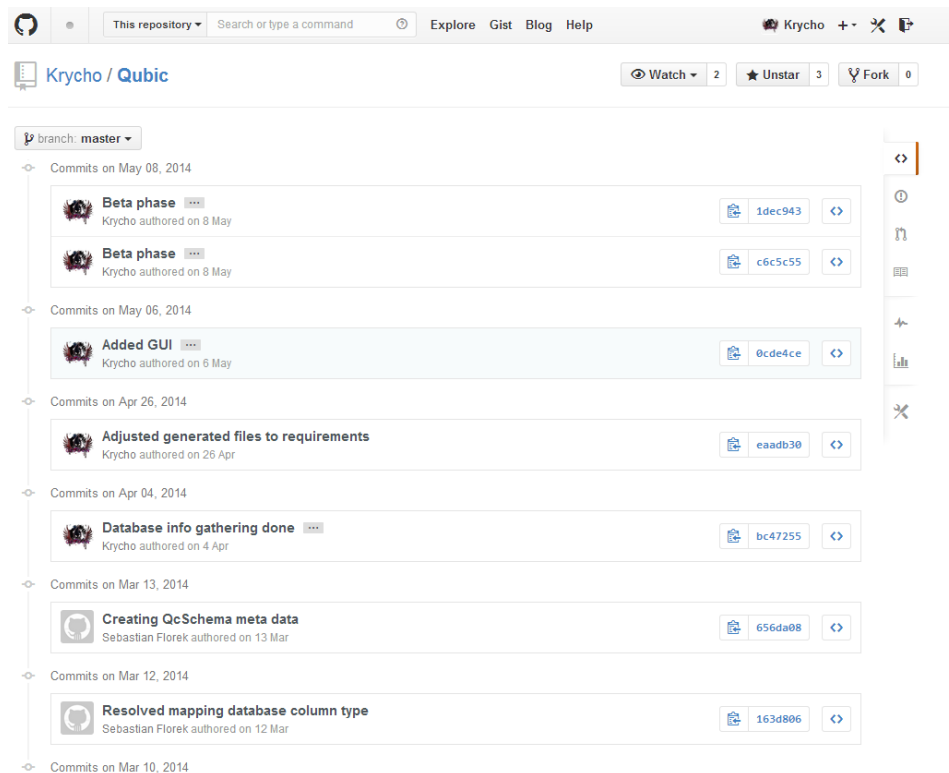 This repository Search or type a command Explore Gist Blog Help Krycho
Krycho / Qubic Watch 2 Unstar 3 Fork 0
branch: master
Commits on May 08, 2014
Beta phase
Krycho authored on 8 May
1dec943
Beta phase
Krycho authored on 8 May
c6c5c55
Commits on May 06, 2014
Added GUI
Krycho authored on 6 May
0cde4ce
Commits on Apr 26, 2014
Adjusted generated files to requirements
Krycho authored on 26 Apr
eaadb30
Commits on Apr 04, 2014
Database info gathering done
Krycho authored on 4 Apr
bc47255
Commits on Mar 13, 2014
Creating QcSchema meta data
Sebastian Florek authored on 13 Mar
656da08
Commits on Mar 12, 2014
Resolved mapping database column type
Sebastian Florek authored on 12 Mar
163d806
Commits on Mar 10, 2014